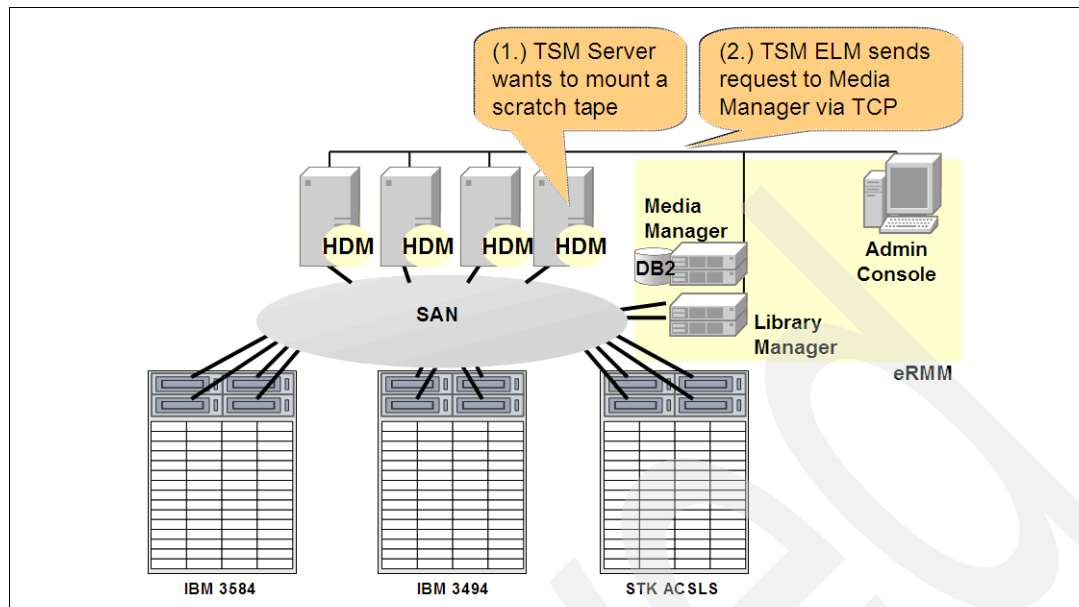 (1.) TSM Server
wants to mount a
scratch tape
(2.) TSM ELM sends
request to Media
Manager via TCP
HDM
HDM
HDM
HDM
Media
Manager
DB2
Admin
Console
SAN
Library
Manager
eRMM
IBM 3584
IBM 3494
STK ACSLS